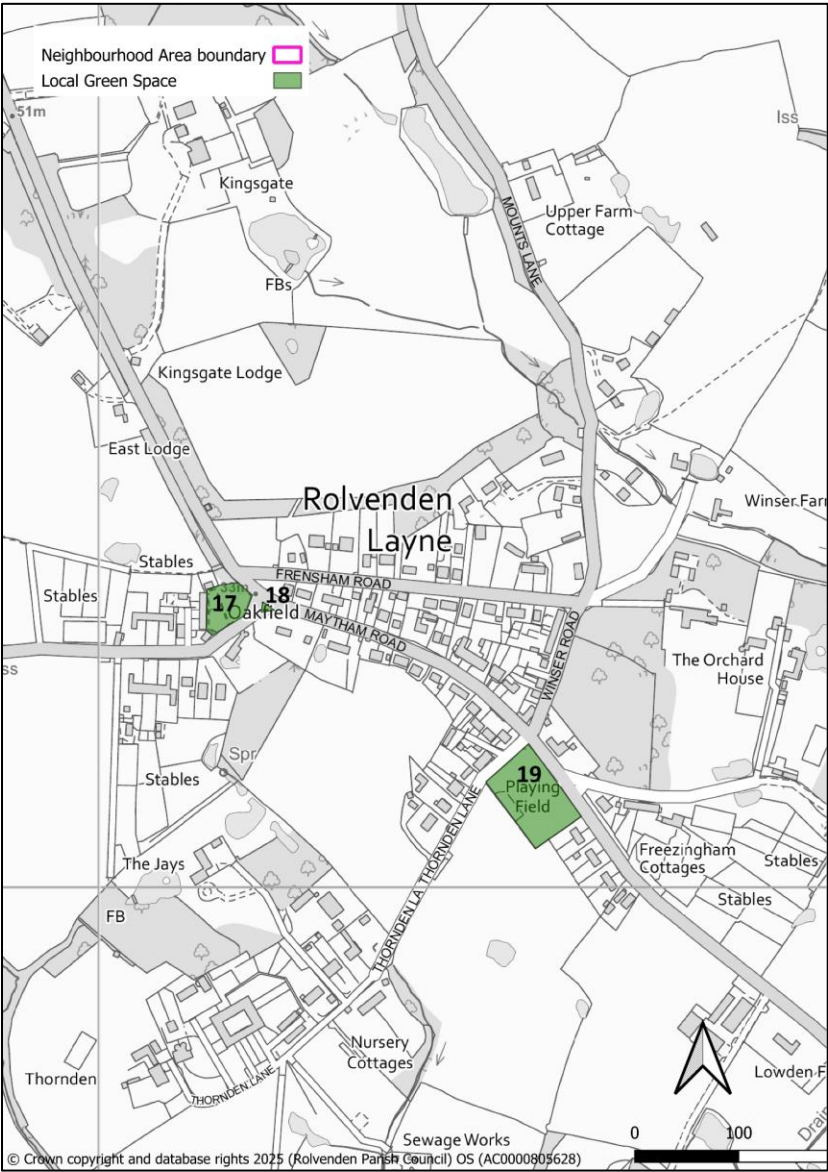 Neighbourhood Area boundary
Local Green Space
51m
Iss
Kingsgate
Upper Farm
Cottage
MOUNTS LANE
FBs
Kingsgate Lodge
East Lodge
Rolvenden
Layne
Winser Far
Stables
Stables
FRENSHAM ROAD
33m
17
18
Oakfield
MAYTHAM ROAD
WINSER ROAD
The Orchard
House
ss
Spr
Stables
19
Playing
Field
THORNDEN LA
THORNDEN LANE
Freezingham
Cottages
Stables
Stables
The Jays
FB
Nursery
Cottages
Thornden
THORNDEN LANE
Lowden F
Drain
Sewage Works
0 100
© Crown copyright and database rights 2025 (Rolvenden Parish Council) OS (AC0000805628)